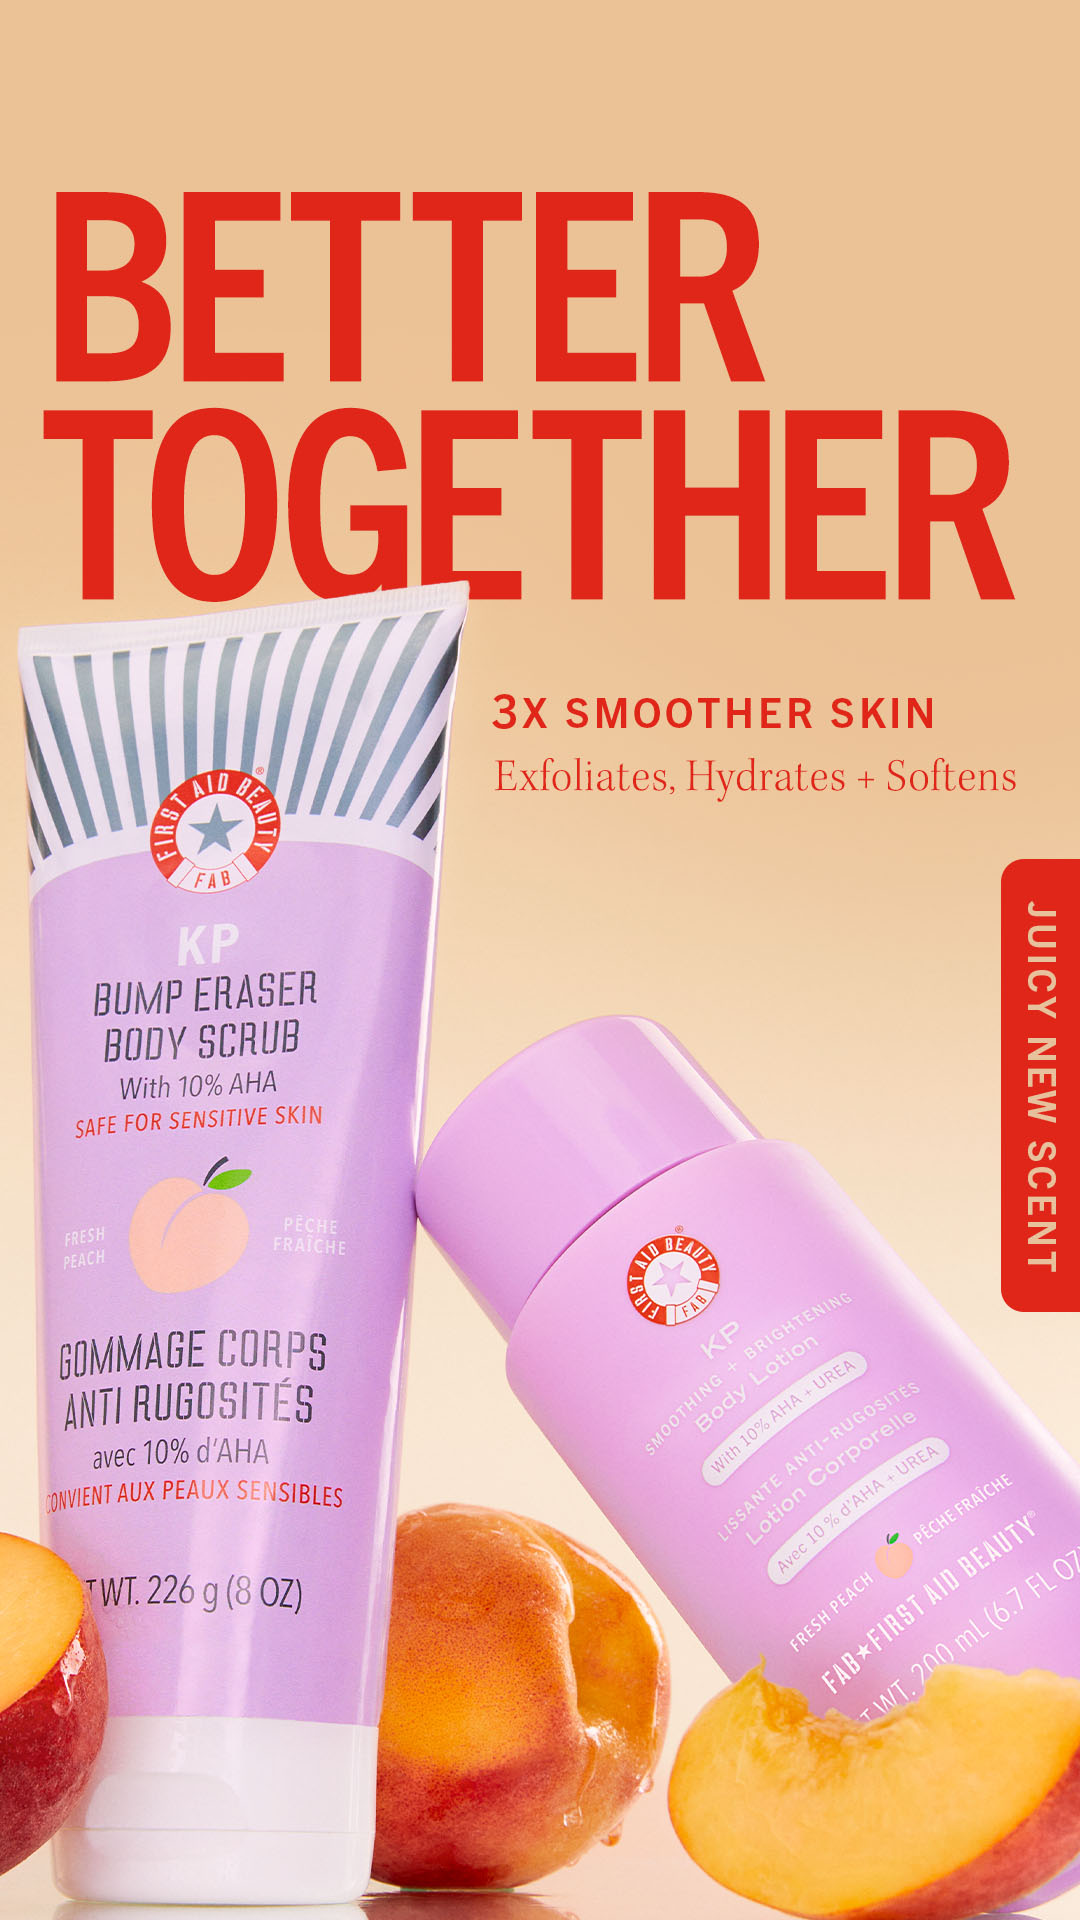 BETTER
TOGETHER
3X SMOOTHER SKIN
Exfoliates, Hydrates + Softens
JUICY NEW SCENT
FIRST AID BEAUTY®
FAB
KP
BUMP ERASER
BODY SCRUB
With 10% AHA
SAFE FOR SENSITIVE SKIN
FRESH
PEACH
PÊCHE
FRAÎCHE
GOMMAGE CORPS
ANTI RUGOSITÉS
avec 10% d'AHA
CONVIENT AUX PEAUX SENSIBLES
WT. 226 g (8 OZ)
FIRST AID BEAUTY®
FAB
KP
SMOOTHING + BRIGHTENING
Body Lotion
With 10% AHA + UREA
LISSANTE ANTI-RUGOSITÉS
Lotion Corporelle
Avec 10 % d'AHA + UREA
FRESH PEACH PÊCHE FRAÎCHE
FAB★FIRST AID BEAUTY®
WT. 200 mL (6.7 FL OZ